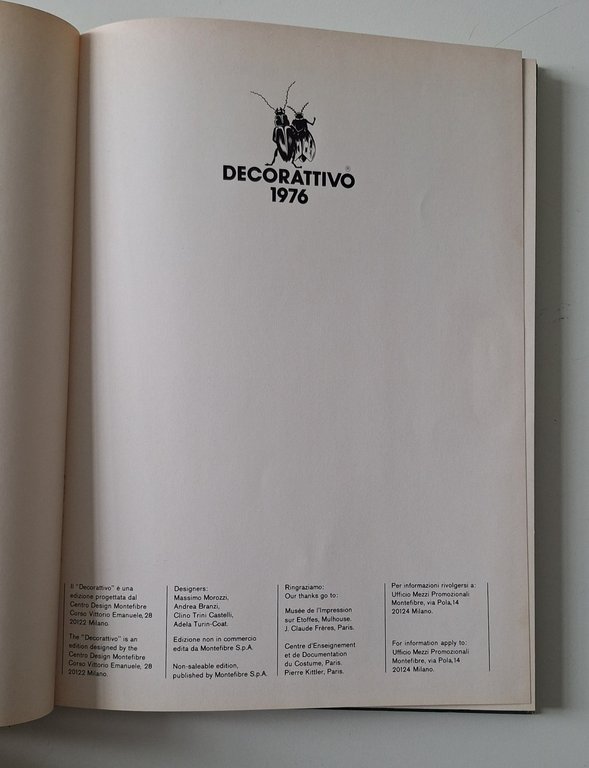 DECORATTIVO®
1976
Il "Decorattivo" é una
edizione progettata dal
Centro Design Montefibre
Corso Vittorio Emanuele, 28
20122 Milano.
The "Decorattivo" is an
edition designed by the
Centro Design Montefibre
Corso Vittorio Emanuele, 28
20122 Milano.
Designers:
Massimo Morozzi,
Andrea Branzi,
Clino Trini Castelli,
Adela Turin-Coat.
Edizione non in commercio
edita da Montefibre S.p.A.
Non-saleable edition,
published by Montefibre S.p.A.
Ringraziamo:
Our thanks go to:
Musée de l'Impression
sur Etoffes, Mulhouse.
J. Claude Frères, Paris.
Centre d'Enseignement
et de Documentation
du Costume, Paris.
Pierre Kittler, Paris.
Per informazioni rivolgersi a:
Ufficio Mezzi Promozionali
Montefibre, via Pola, 14
20124 Milano.
For information apply to:
Ufficio Mezzi Promozionali
Montefibre, via Pola, 14
20124 Milano.